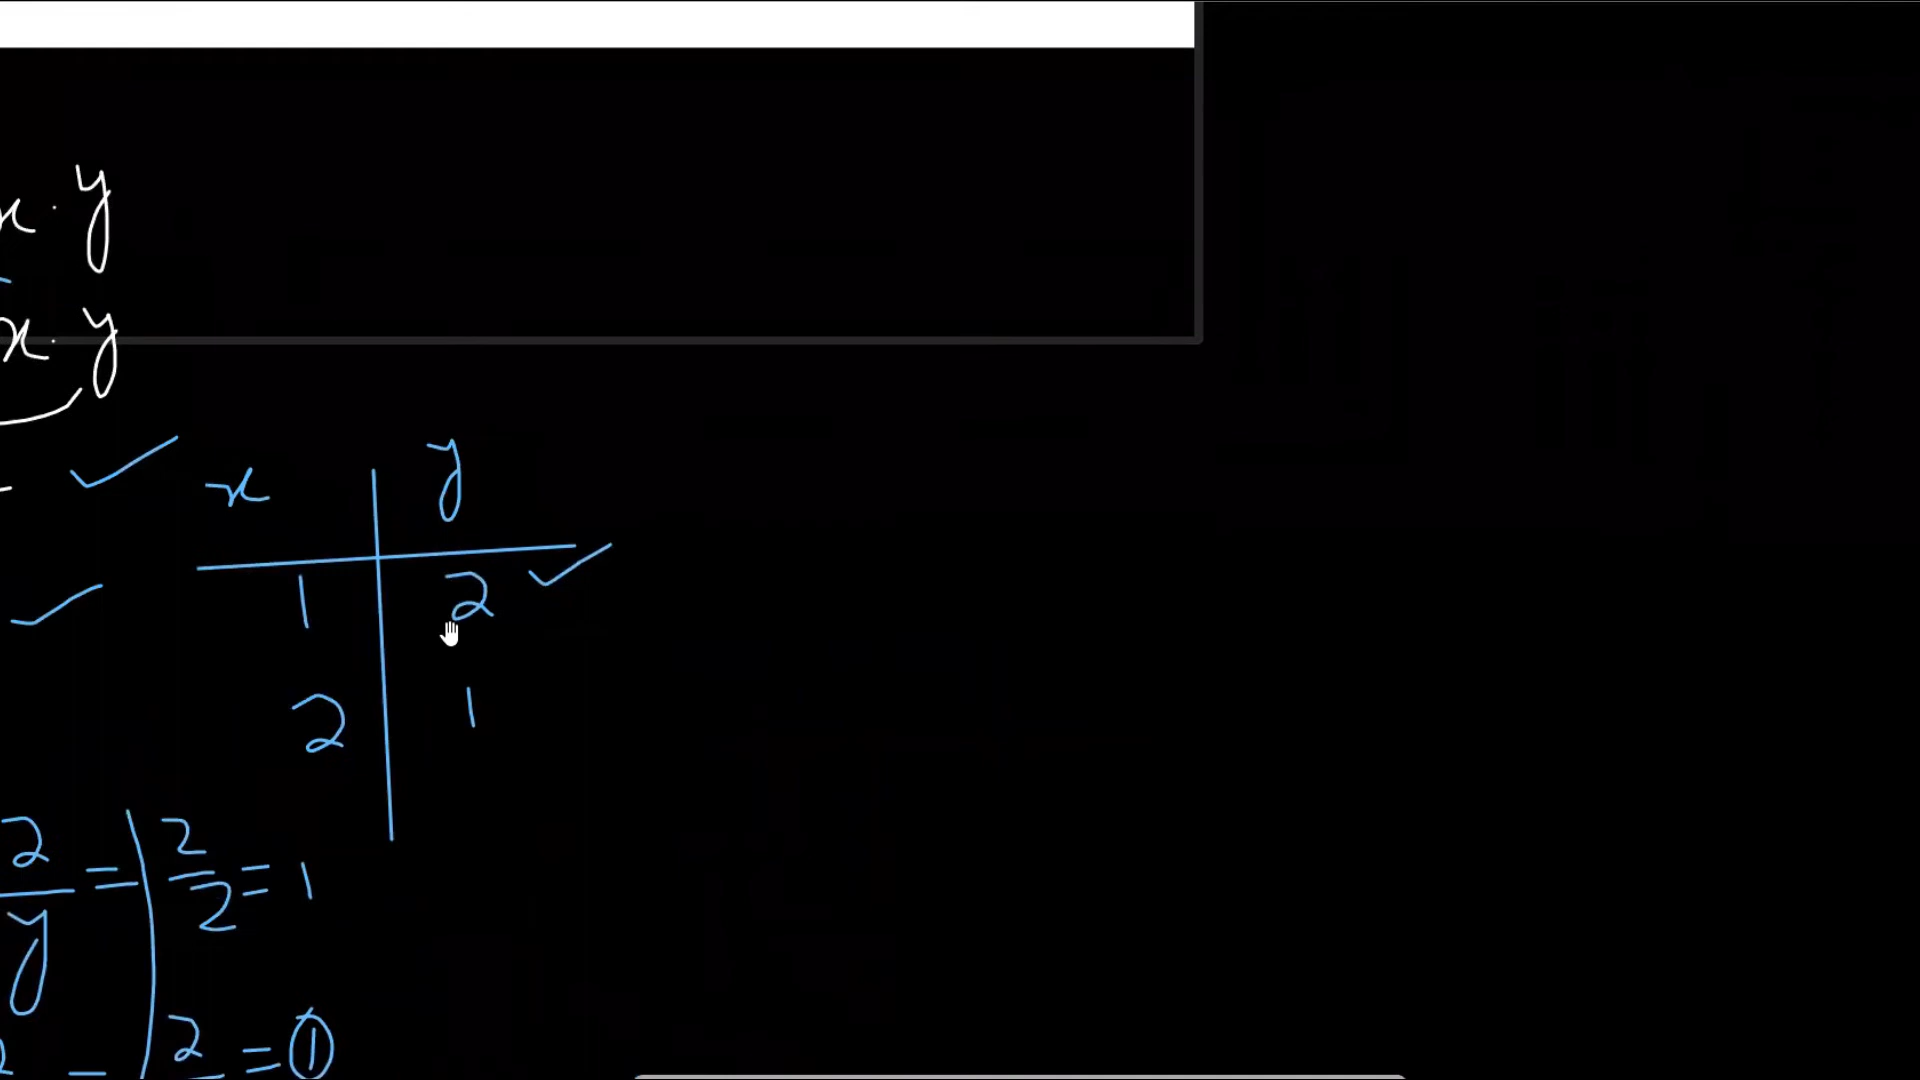 x · y
x · y
x | y
1 | 2
2 | 1
2/y = | 2/2 = 1
2 = 1